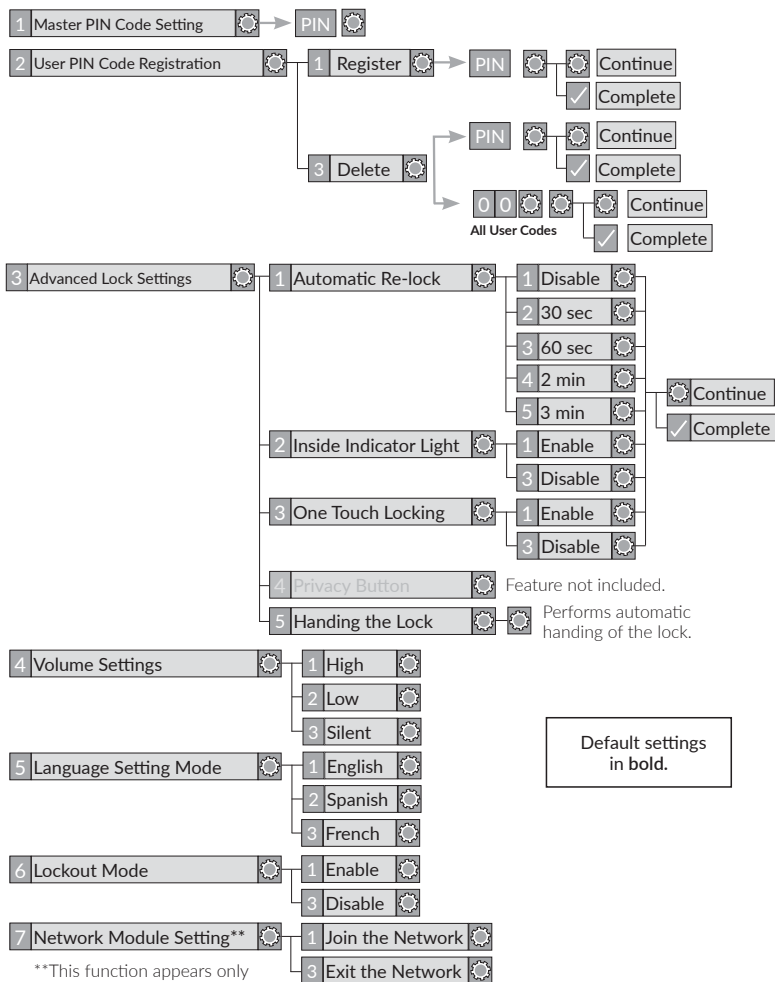 1 Master PIN Code Setting PIN
2 User PIN Code Registration 1 Register PIN Continue
Complete
PIN Continue
3 Delete Complete
0 0 Continue
All User Codes
Complete
3 Advanced Lock Settings 1 Automatic Re-lock 1 Disable
2 30 sec
3 60 sec
4 2 min
5 3 min
Continue
Complete
2 Inside Indicator Light 1 Enable
3 Disable
3 One Touch Locking 1 Enable
3 Disable
4 Privacy Button Feature not included.
5 Handing the Lock Performs automatic
handing of the lock.
4 Volume Settings 1 High
2 Low
3 Silent
Default settings
in bold.
5 Language Setting Mode 1 English
2 Spanish
3 French
6 Lockout Mode 1 Enable
3 Disable
7 Network Module Setting** 1 Join the Network
**This function appears only 3 Exit the Network